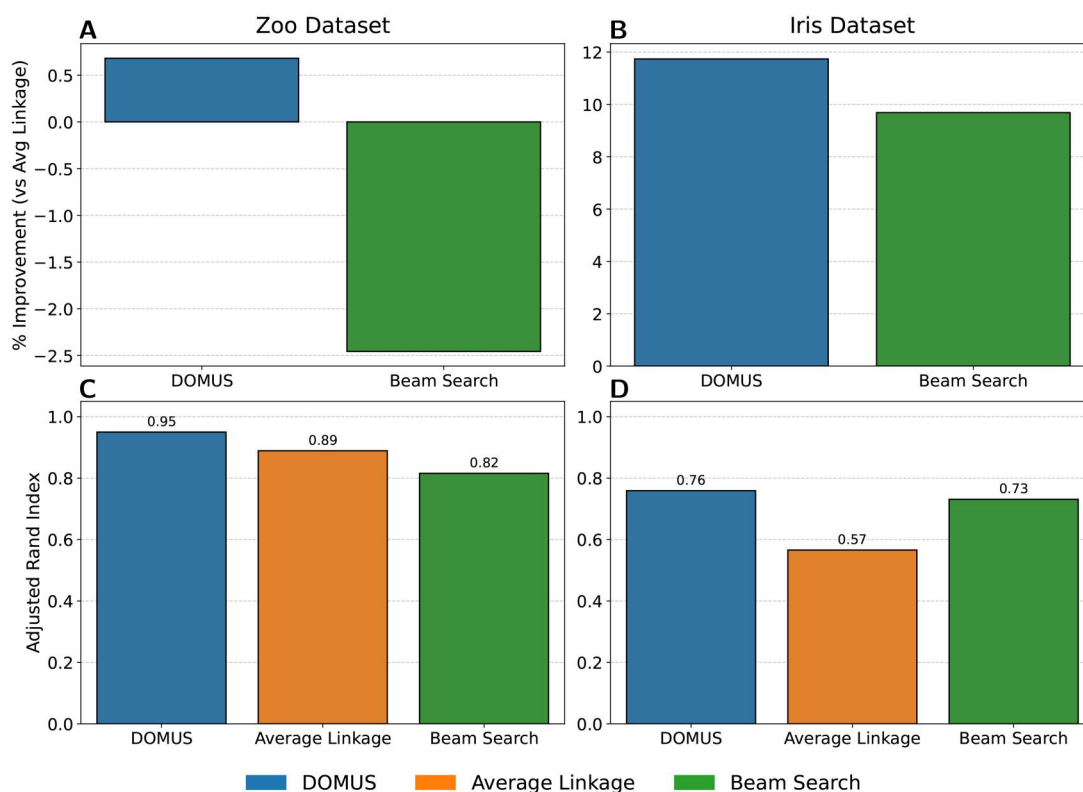 A
Zoo Dataset
% Improvement (vs Avg Linkage)
0.5
0.0
−0.5
−1.0
−1.5
−2.0
−2.5
DOMUS
Beam Search
B
Iris Dataset
12
10
8
6
4
2
0
DOMUS
Beam Search
C
Adjusted Rand Index
1.0
0.8
0.6
0.4
0.2
0.0
0.95
0.89
0.82
DOMUS
Average Linkage
Beam Search
D
1.0
0.8
0.6
0.4
0.2
0.0
0.76
0.57
0.73
DOMUS
Average Linkage
Beam Search
DOMUS
Average Linkage
Beam Search